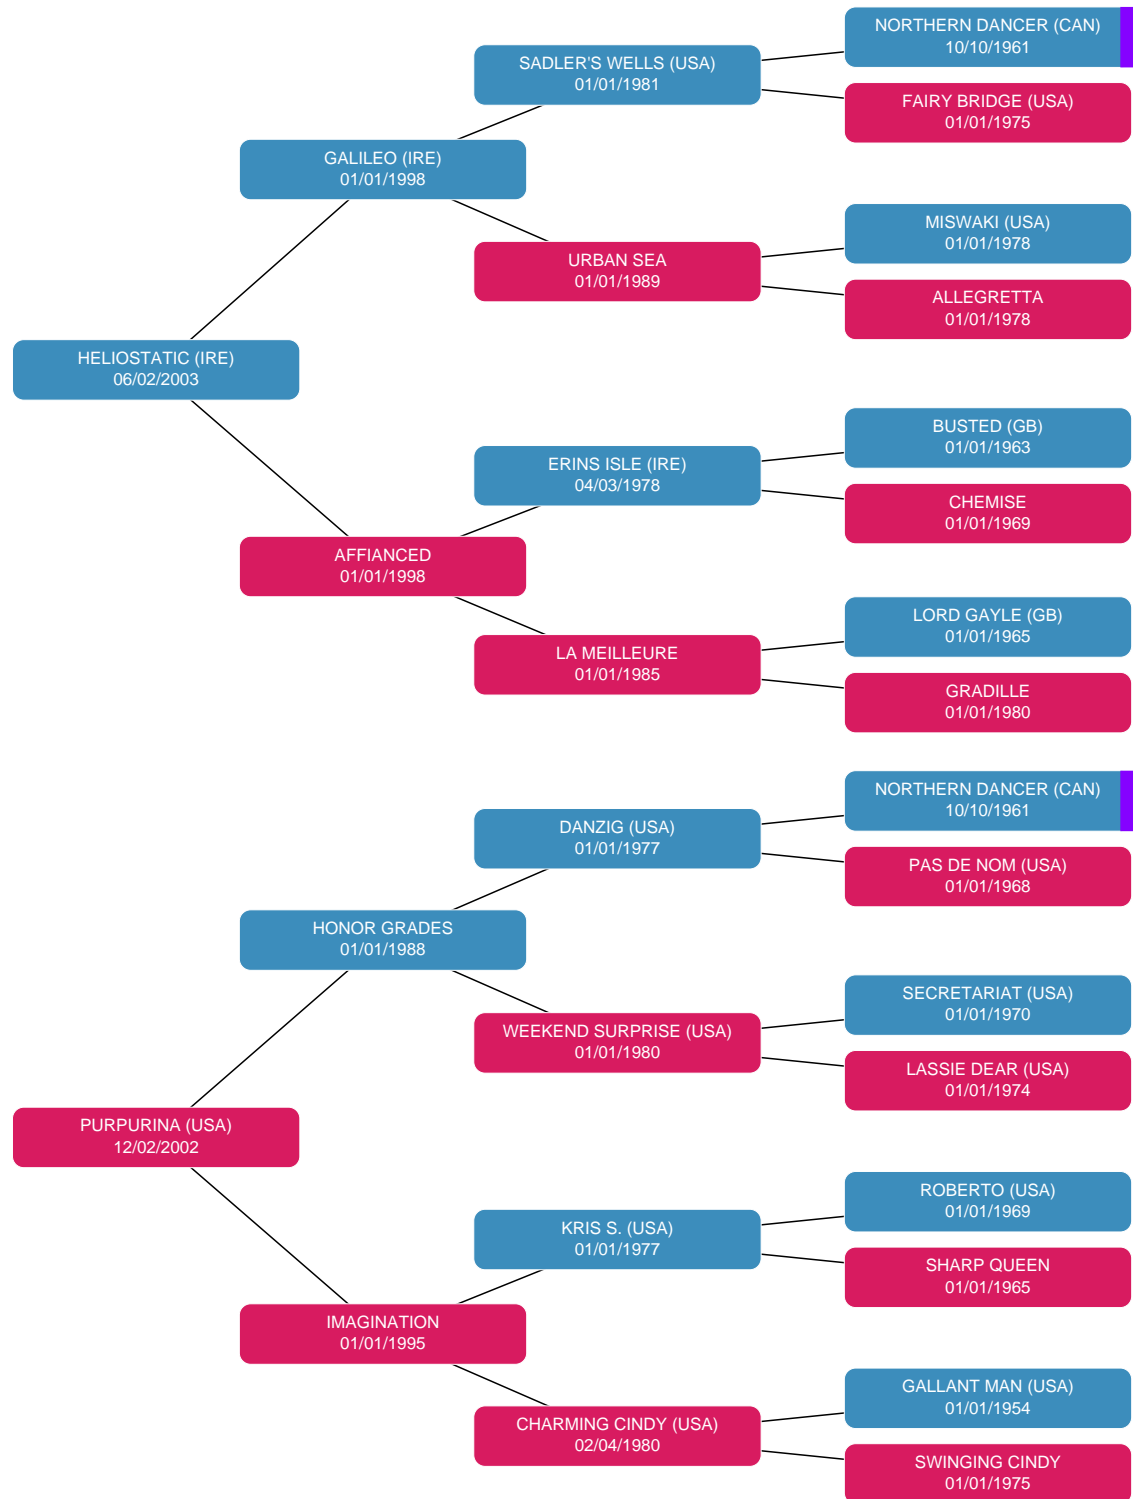 NORTHERN DANCER (CAN)
10/10/1961
SADLER'S WELLS (USA)
01/01/1981
FAIRY BRIDGE (USA)
01/01/1975
GALILEO (IRE)
01/01/1998
MISWAKI (USA)
01/01/1978
URBAN SEA
01/01/1989
ALLEGRETTA
01/01/1978
HELIOSTATIC (IRE)
06/02/2003
BUSTED (GB)
01/01/1963
ERINS ISLE (IRE)
04/03/1978
CHEMISE
01/01/1969
AFFIANCED
01/01/1998
LORD GAYLE (GB)
01/01/1965
LA MEILLEURE
01/01/1985
GRADILLE
01/01/1980
NORTHERN DANCER (CAN)
10/10/1961
DANZIG (USA)
01/01/1977
PAS DE NOM (USA)
01/01/1968
HONOR GRADES
01/01/1988
SECRETARIAT (USA)
01/01/1970
WEEKEND SURPRISE (USA)
01/01/1980
LASSIE DEAR (USA)
01/01/1974
PURPURINA (USA)
12/02/2002
ROBERTO (USA)
01/01/1969
KRIS S. (USA)
01/01/1977
SHARP QUEEN
01/01/1965
IMAGINATION
01/01/1995
GALLANT MAN (USA)
01/01/1954
CHARMING CINDY (USA)
02/04/1980
SWINGING CINDY
01/01/1975